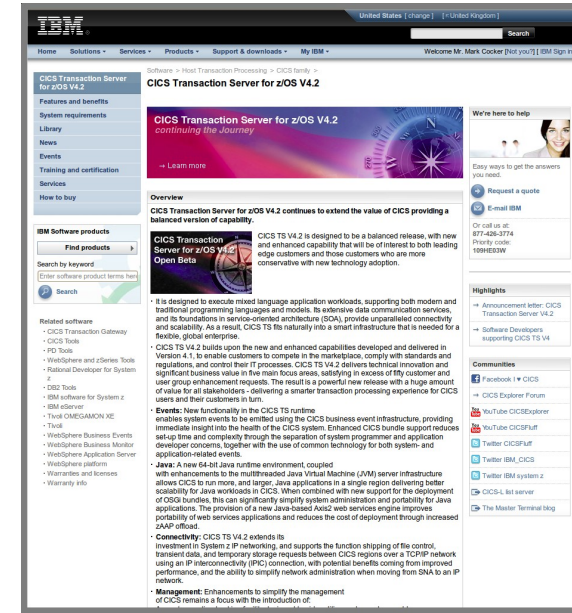 IBM
United States [ change ] [< United Kingdom ]
Search
Home Solutions Services Products Support & downloads My IBM
Welcome Mr. Mark Cocker [Not you?] [ IBM Sign in
Software > Host Transaction Processing > CICS family >
CICS Transaction Server for z/OS V4.2
CICS Transaction Server
for z/OS V4.2
Features and benefits
System requirements
Library
News
Events
Training and certification
Services
How to buy
IBM Software products
Find products
Search by keyword
Enter software product terms here
Search
Related software
· CICS Transaction Gateway
· CICS Tools
· PD Tools
· WebSphere and zSeries Tools
· Rational Developer for System
z
· DB2 Tools
· IBM software for System z
· IBM eServer
· Tivoli OMEGAMON XE
· Tivoli
· WebSphere Business Events
· WebSphere Business Monitor
· WebSphere Application Server
· WebSphere platform
· Warranties and licenses
· Warranty info
CICS Transaction Server for z/OS V4.2
continuing the Journey
→ Learn more
Overview
CICS Transaction Server for z/OS V4.2 continues to extend the value of CICS providing a
balanced version of capability.
CICS Transaction
Server for z/OS V4.2
Open Beta
CICS TS V4.2 is designed to be a balanced release, with new
and enhanced capability that will be of interest to both leading
edge customers and those customers who are more
conservative with new technology adoption.
· It is designed to execute mixed language application workloads, supporting both modern and
traditional programming languages and models. Its extensive data communication services,
and its foundations in service-oriented architecture (SOA), provide unparalleled connectivity
and scalability. As a result, CICS TS fits naturally into a smart infrastructure that is needed for a
flexible, global enterprise.
· CICS TS V4.2 builds upon the new and enhanced capabilities developed and delivered in
Version 4.1, to enable customers to compete in the marketplace, comply with standards and
regulations, and control their IT processes. CICS TS V4.2 delivers technical innovation and
significant business value in five main focus areas, satisfying in excess of fifty customer and
user group enhancement requests. The result is a powerful new release with a huge amount
of value for all stakeholders - delivering a smarter transaction processing experience for CICS
users and their customers in turn.
· Events: New functionality in the CICS TS runtime
enables system events to be emitted using the CICS business event infrastructure, providing
immediate insight into the health of the CICS system. Enhanced CICS bundle support reduces
set-up time and complexity through the separation of system programmer and application
developer concerns, together with the use of common technology for both system- and
application-related events.
· Java: A new 64-bit Java runtime environment, coupled
with enhancements to the multithreaded Java Virtual Machine (JVM) server infrastructure
allows CICS to run more, and larger, Java applications in a single region delivering better
scalability for Java workloads in CICS. When combined with new support for the deployment
of OSGi bundles, this can significantly simplify system administration and portability for Java
applications. The provision of a new Java-based Axis2 web services engine improves
portability of web services applications and reduces the cost of deployment through increased
zAAP offload.
· Connectivity: CICS TS V4.2 extends its
investment in System z IP networking, and supports the function shipping of file control,
transient data, and temporary storage requests between CICS regions over a TCP/IP network
using an IP interconnectivity (IPIC) connection, with potential benefits coming from improved
performance, and the ability to simplify network administration when moving from SNA to an IP
network.
· Management: Enhancements to simplify the management
of CICS remains a focus with the introduction of:
We're here to help
Easy ways to get the answers
you need.
Request a quote
E-mail IBM
Or call us at:
877-426-3774
Priority code:
109HE03W
Highlights
→ Announcement letter: CICS
Transaction Server V4.2
→ Software Developers
supporting CICS TS V4
Communities
Facebook I ♥ CICS
→ CICS Explorer Forum
YouTube CICSExplorer
YouTube CICSFluff
Twitter CICSFluff
Twitter IBM_CICS
Twitter IBM system z
CICS-L list server
The Master Terminal blog